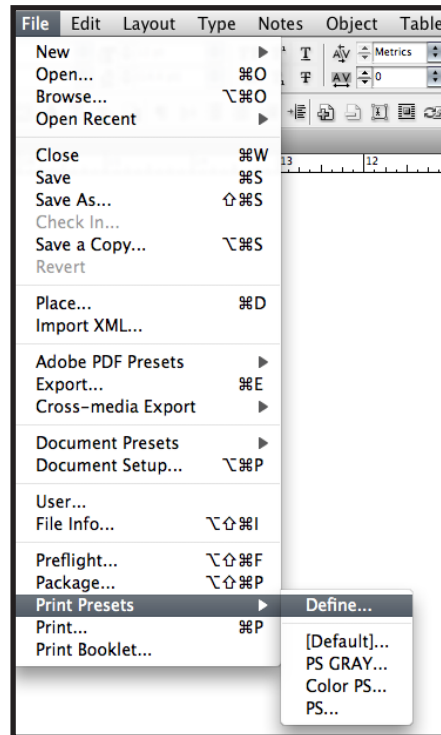 File Edit Layout Type Notes Object Table
Metrics
0
13 12
New
Open... ⌘O
Browse... ⌥⌘O
Open Recent
Close ⌘W
Save ⌘S
Save As... ⇧⌘S
Check In...
Save a Copy... ⌥⌘S
Revert
Place... ⌘D
Import XML...
Adobe PDF Presets
Export... ⌘E
Cross-media Export
Document Presets
Document Setup... ⌥⌘P
User...
File Info... ⌥⇧⌘I
Preflight... ⌥⇧⌘F
Package... ⌥⇧⌘P
Print Presets
Print... ⌘P
Print Booklet...
Define...
[Default]...
PS GRAY...
Color PS...
PS...